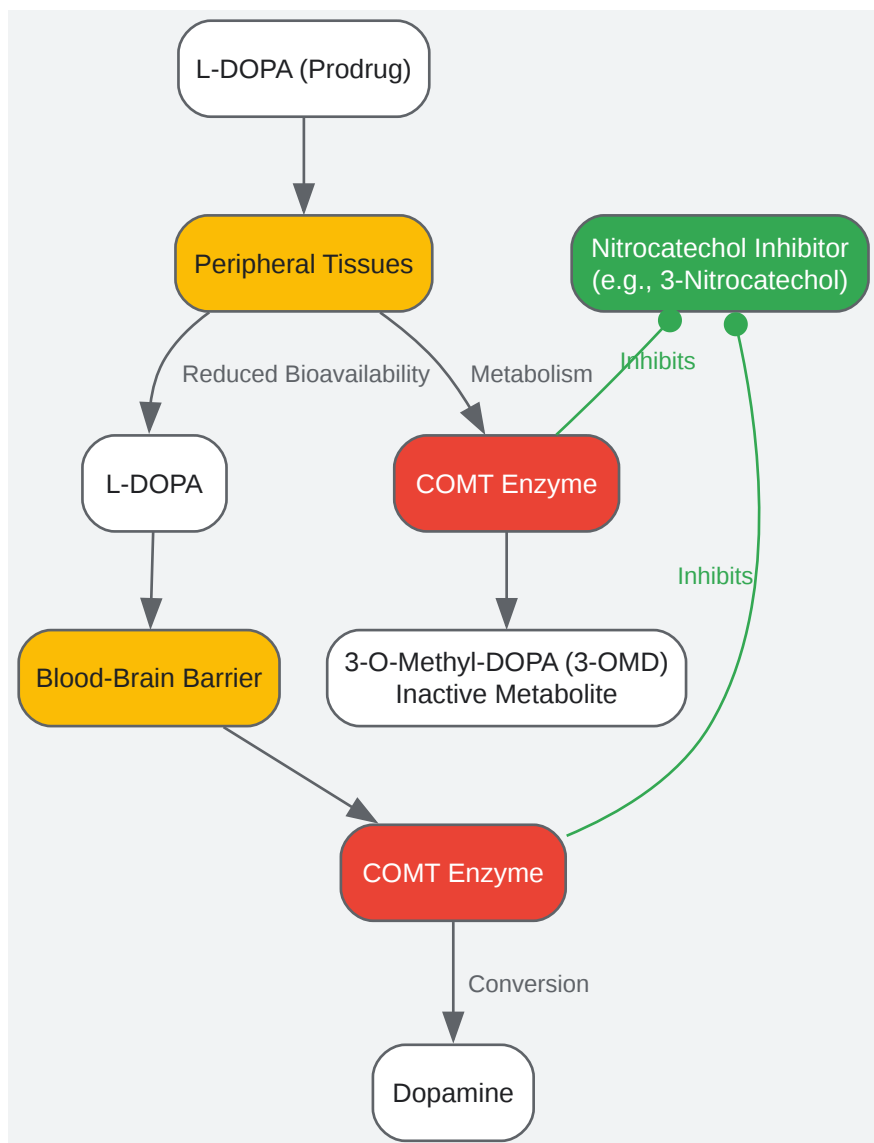 L-DOPA (Prodrug)
Peripheral Tissues
Nitrocatechol Inhibitor
(e.g., 3-Nitrocatechol)
Reduced Bioavailability
Metabolism
Inhibits
L-DOPA
COMT Enzyme
Inhibits
Blood-Brain Barrier
3-O-Methyl-DOPA (3-OMD)
Inactive Metabolite
COMT Enzyme
Conversion
Dopamine